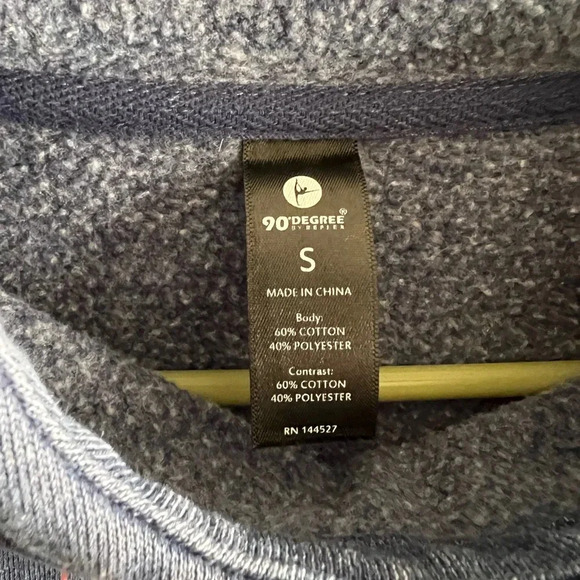 90°DEGREE®
BY REFLEX
S
MADE IN CHINA
Body:
60% COTTON
40% POLYESTER
Contrast:
60% COTTON
40% POLYESTER
RN 144527